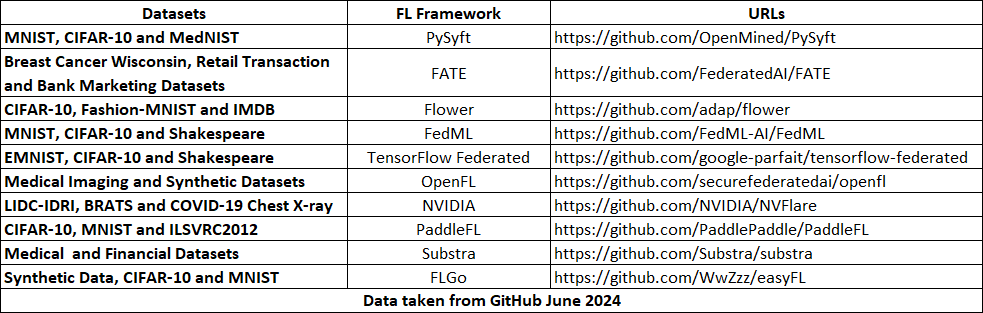 Datasets FL Framework URLs
MNIST, CIFAR-10 and MedNIST PySyft https://github.com/OpenMined/PySyft
Breast Cancer Wisconsin, Retail Transaction
and Bank Marketing Datasets FATE https://github.com/FederatedAI/FATE
CIFAR-10, Fashion-MNIST and IMDB Flower https://github.com/adap/flower
MNIST, CIFAR-10 and Shakespeare FedML https://github.com/FedML-AI/FedML
EMNIST, CIFAR-10 and Shakespeare TensorFlow Federated https://github.com/google-parfait/tensorflow-federated
Medical Imaging and Synthetic Datasets OpenFL https://github.com/securefederatedai/openfl
LIDC-IDRI, BRATS and COVID-19 Chest X-ray NVIDIA https://github.com/NVIDIA/NVFlare
CIFAR-10, MNIST and ILSVRC2012 PaddleFL https://github.com/PaddlePaddle/PaddleFL
Medical and Financial Datasets Substra https://github.com/Substra/substra
Synthetic Data, CIFAR-10 and MNIST FLGo https://github.com/WwZzz/easyFL
Data taken from GitHub June 2024